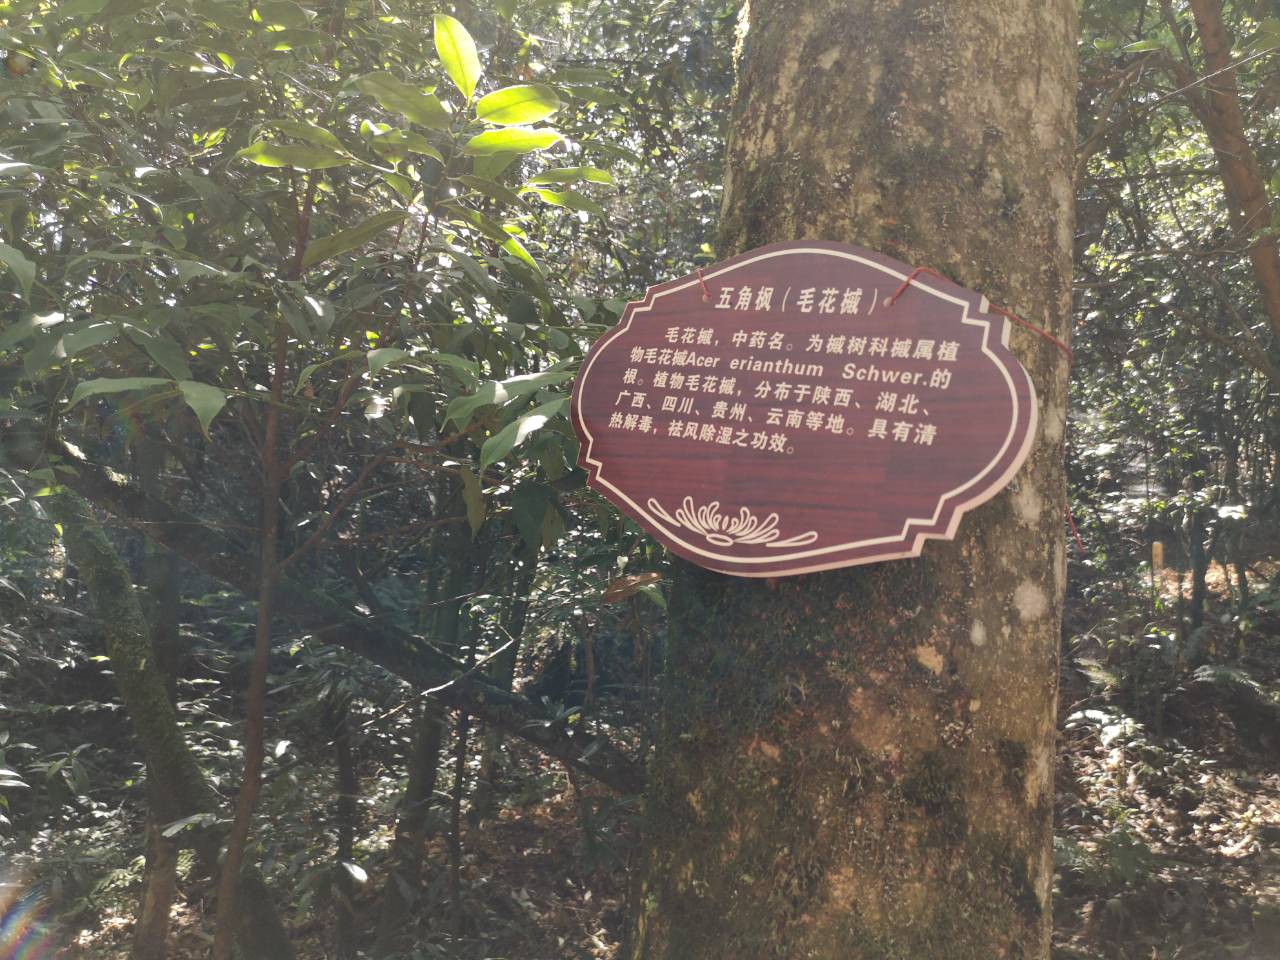 五角枫（毛花槭）
毛花槭，中药名。为槭树科槭属植
物毛花槭Acer erianthum Schwer.的
根。植物毛花槭，分布于陕西、湖北、
广西、四川、贵州、云南等地。具有清
热解毒，祛风除湿之功效。